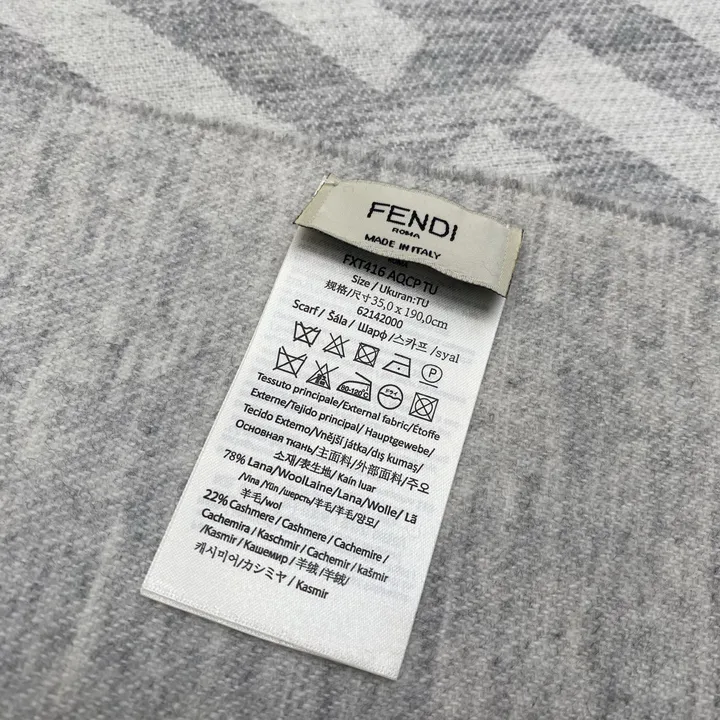 FENDI
ROMA
MADE IN ITALY
FXT416 AQCP TU
Size / Ukuran:TU
规格/尺寸35,0 x 190,0cm
62142000
Scarf / Šála / Шарф /스카프 /syal
P
60-120°C
Tessuto principale/External fabric/Étoffe
Externe/Tejido principal/ Hauptgewebe/
Tecido Externo/Vnější játka/dış kumaş/
Основная ткань/主面料/外部面料/주오
소재/表生地/ Kain luar
78% Lana/WoolLaine/Lana/Wolle/ Lã
/Vlna /Yün /шерсть/羊毛/羊毛/양모/
羊毛/wol
22% Cashmere / Cashmere / Cachemire /
Cachemira / Kaschmir / Cachemir / kašmir
/Kasmir / Кашемир / 羊绒 /羊絨/
캐시미어/カシミヤ / Kasmir